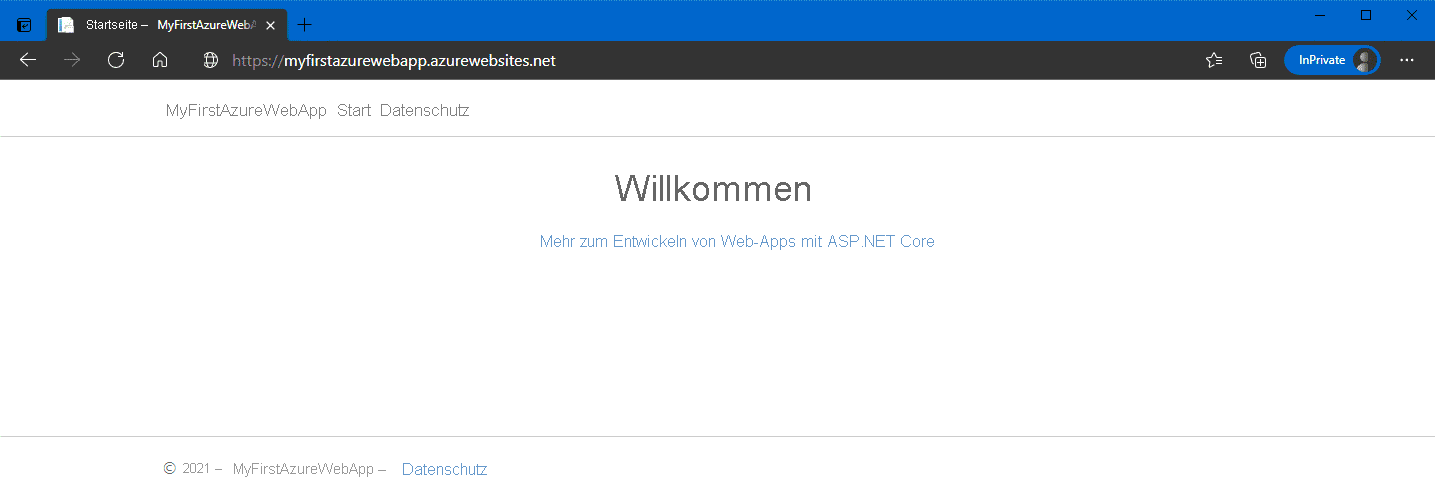 Startseite – MyFirstAzureWebA
https://myfirstazurewebapp.azurewebsites.net
InPrivate
MyFirstAzureWebApp Start Datenschutz
Willkommen
Mehr zum Entwickeln von Web-Apps mit ASP.NET Core
© 2021 – MyFirstAzureWebApp – Datenschutz